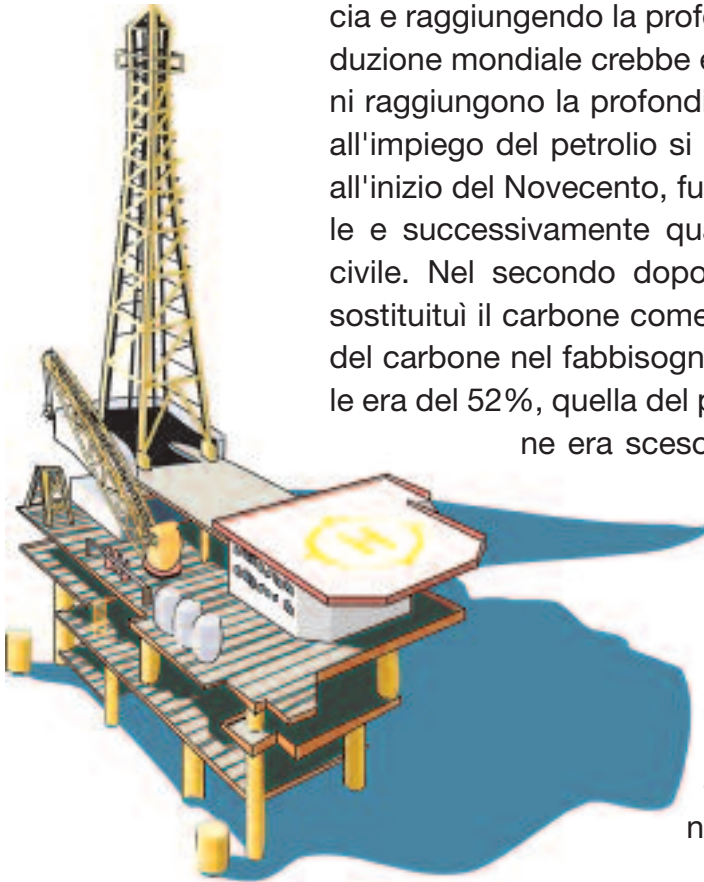 cia e raggiungendo la prof
duzione mondiale crebbe e
ni raggiungono la profondi
all'impiego del petrolio si
all'inizio del Novecento, fu
le e successivamente qua
civile. Nel secondo dopo
sostituituì il carbone come
del carbone nel fabbisogn
le era del 52%, quella del p
ne era sceso
H
n